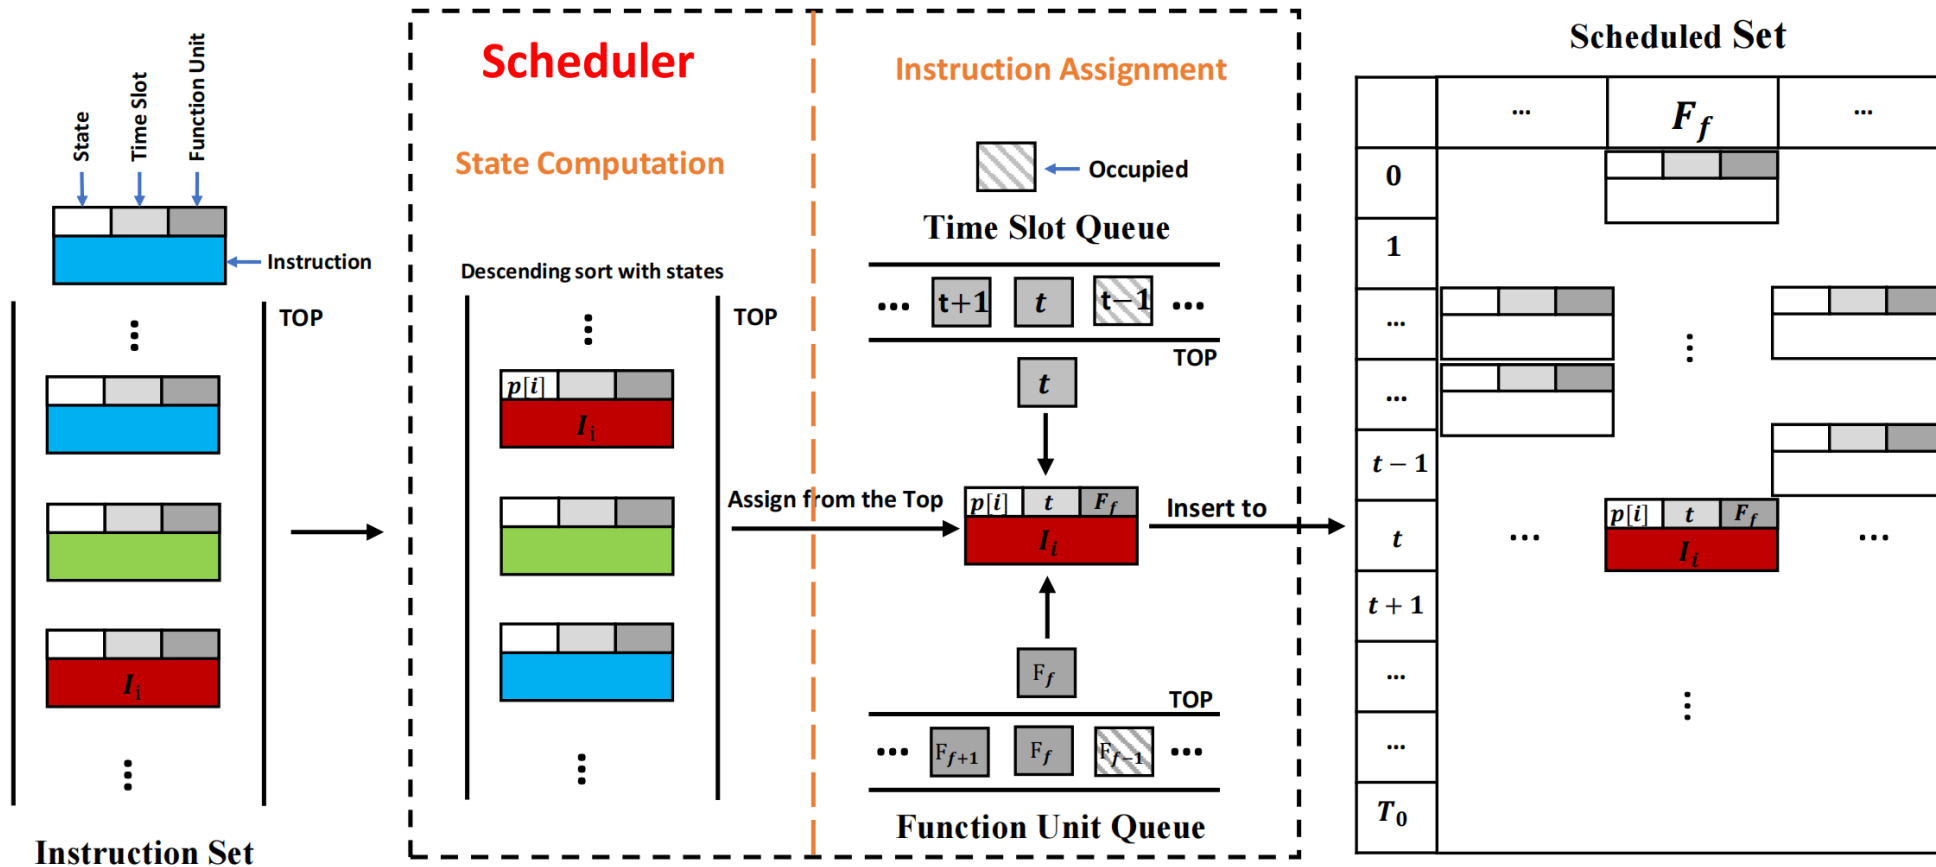 State
Time Slot
Function Unit
Instruction
TOP
⋮
I_i
⋮
Instruction Set
Scheduler
State Computation
Descending sort with states
TOP
⋮
p[i]
I_i
⋮
Instruction Assignment
Occupied
Time Slot Queue
... t+1 t t−1 ...
TOP
t
Assign from the Top
p[i] t F_f
I_i
Insert to
F_f
TOP
... F_{f+1} F_f F_{f−1} ...
Function Unit Queue
Scheduled Set
... F_f ...
0
1
...
⋮
...
t − 1
p[i] t F_f
t ... I_i ...
t + 1
...
⋮
...
T_0